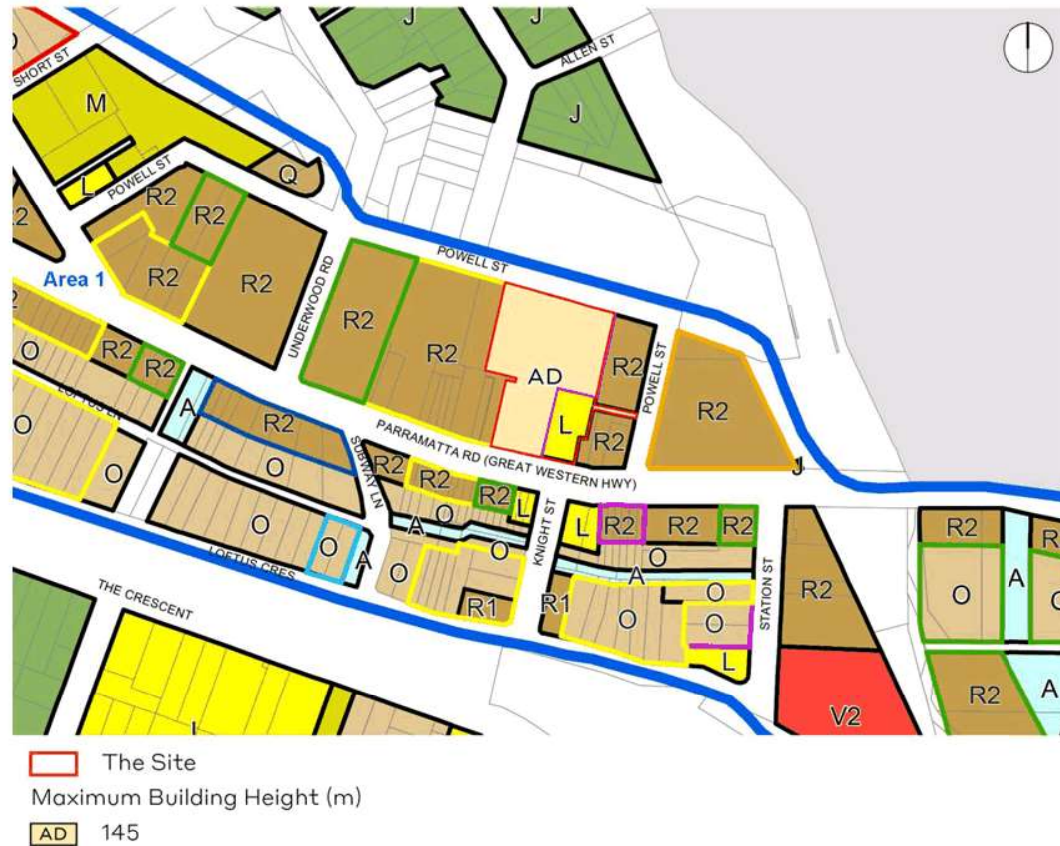 J
J
SHORT ST
ALLEN ST
M
J
Q
POWELL ST
L
R2
R2
R2
R2
R2
POWELL ST
Area 1
UNDERWOOD RD
R2
R2
AD
R2
POWELL ST
R2
L
R2
J
O
R2
R2
LOFTUS LN
O
O
A
R2
O
SUBWAY LN
PARRAMATTA RD (GREAT WESTERN HWY)
R2
R2
R2
L
O
KNIGHT ST
L
R2
R2
R2
O
A
O
A
O
O
O
A
LOFTUS CRES
O
R1
R1
O
O
L
STATION ST
R2
V2
R2
O
A
R2
A
THE CRESCENT
The Site
Maximum Building Height (m)
AD 145